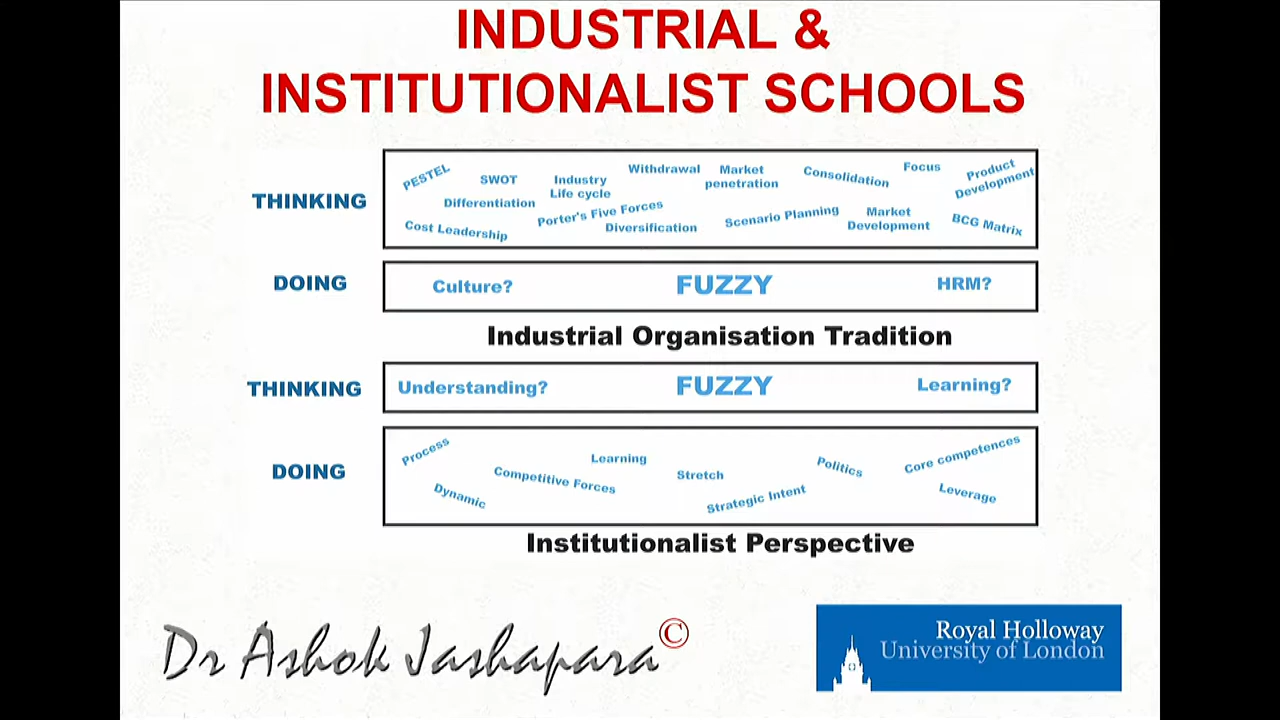 INDUSTRIAL &
INSTITUTIONALIST SCHOOLS
THINKING
PESTEL
SWOT
Industry
Life cycle
Withdrawal
Market
penetration
Consolidation
Focus
Product
Development
Differentiation
Cost Leadership
Porter's Five Forces
Diversification
Scenario Planning
Market
Development
BCG Matrix
DOING
Culture?
FUZZY
HRM?
Industrial Organisation Tradition
THINKING
Understanding?
FUZZY
Learning?
DOING
Process
Dynamic
Competitive Forces
Learning
Stretch
Strategic Intent
Politics
Core competences
Leverage
Institutionalist Perspective
Dr Ashok Jashapara©
Royal Holloway
University of London